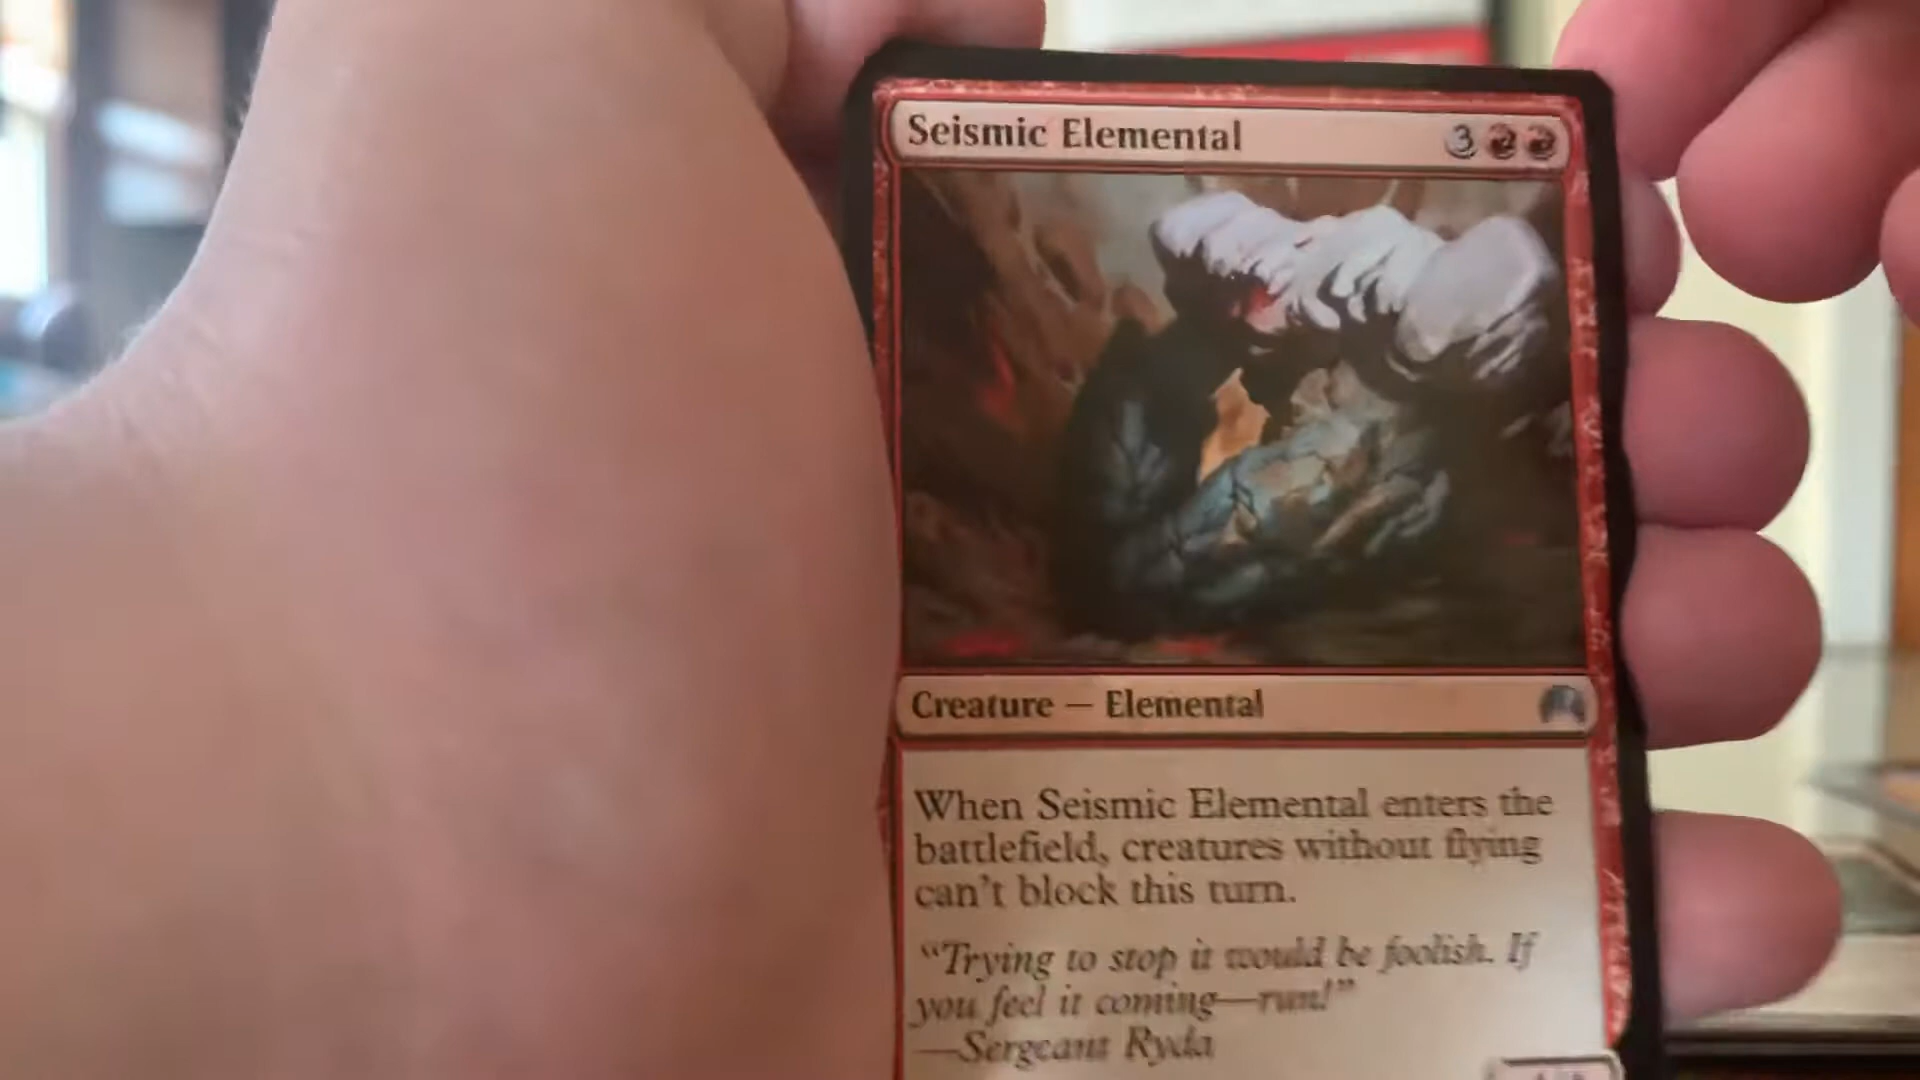 Seismic Elemental 3
Creature — Elemental
When Seismic Elemental enters the
battlefield, creatures without flying
can't block this turn.
“Trying to stop it would be foolish. If
you feel it coming—run!”
—Sergeant Ryda